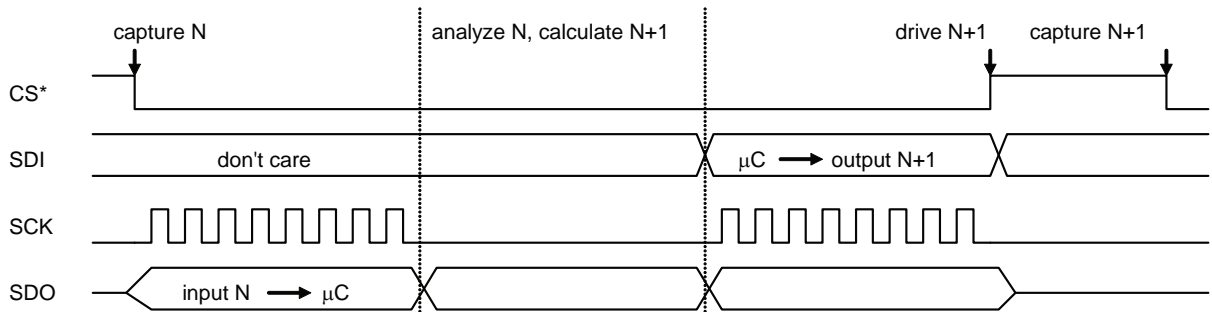 capture N analyze N, calculate N+1 drive N+1 capture N+1
CS*
SDI don't care μC output N+1
SCK
SDO input N μC